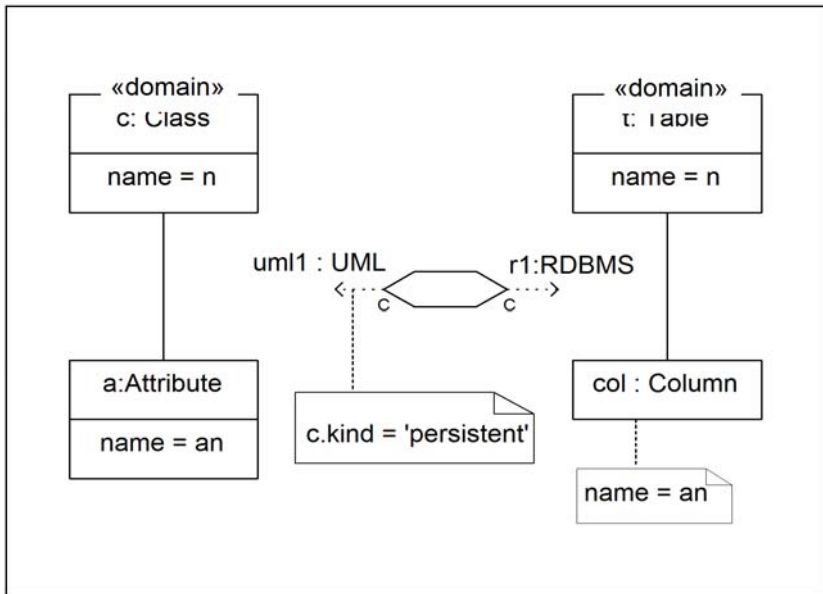 «domain»
c: Class
name = n
«domain»
t: Table
name = n
uml1 : UML
r1:RDBMS
C
C
a:Attribute
name = an
c.kind = 'persistent'
col : Column
name = an